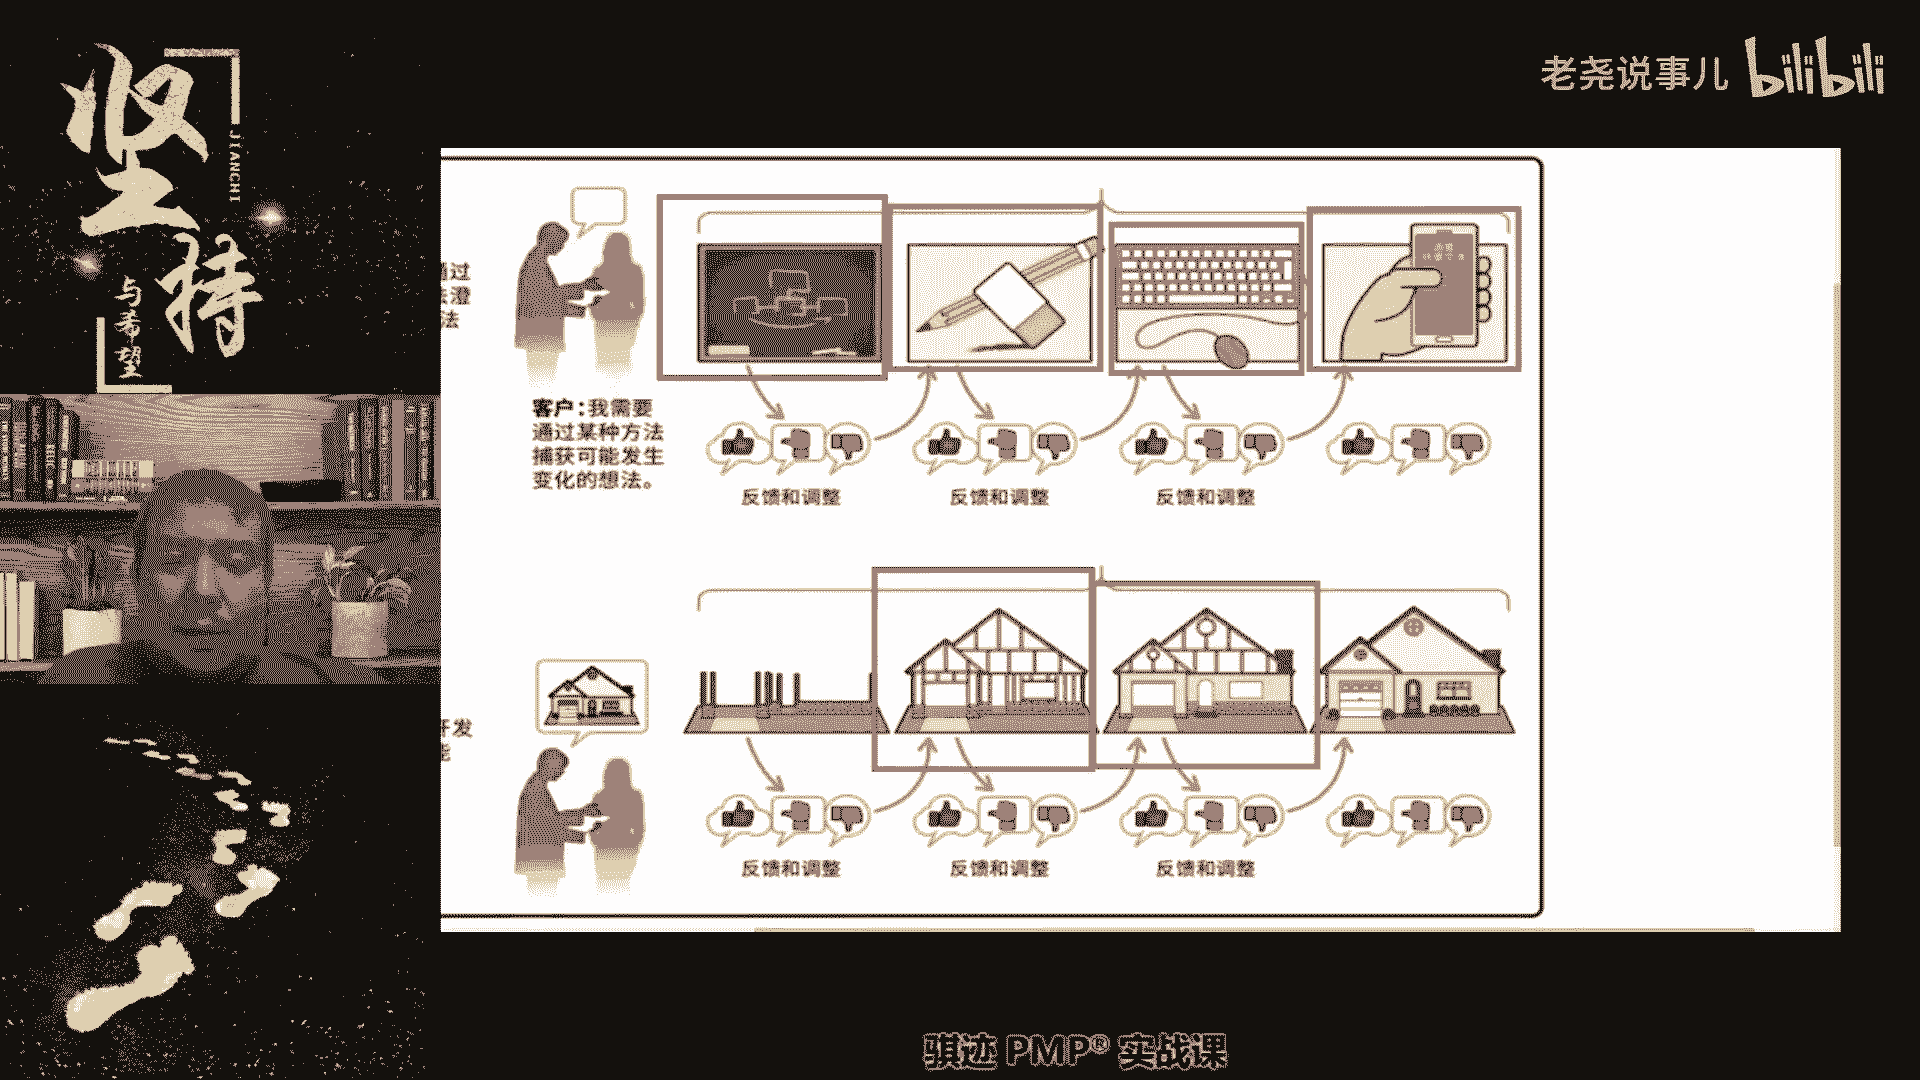 坚持
JIANCHI
与希望
老尧说事儿 bilibili
通过
法澄
法
客户：我需要
通过某种方法
捕获可能发生
变化的想法。
反馈和调整
反馈和调整
反馈和调整
开发
能
反馈和调整
反馈和调整
反馈和调整
骐迹 PMP® 实战课